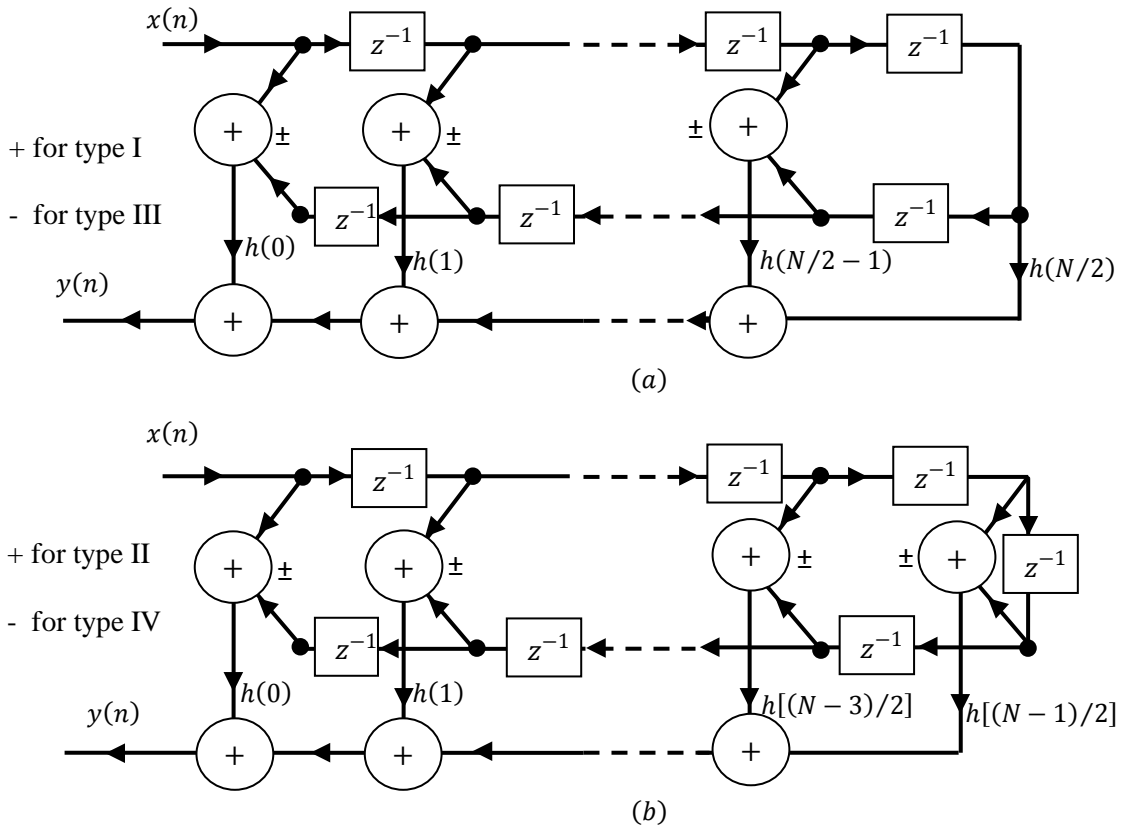 x(n)
z⁻¹ z⁻¹ z⁻¹
+ ± + ± ± +
+ for type I
- for type III
z⁻¹ z⁻¹ z⁻¹
h(0) h(1) h(N/2 − 1) h(N/2)
y(n)
+ + +
(a)
x(n)
z⁻¹ z⁻¹ z⁻¹
+ ± + ± + ± ± + z⁻¹
+ for type II
- for type IV
z⁻¹ z⁻¹ z⁻¹
h(0) h(1) h[(N − 3)/2] h[(N − 1)/2]
y(n)
+ + +
(b)